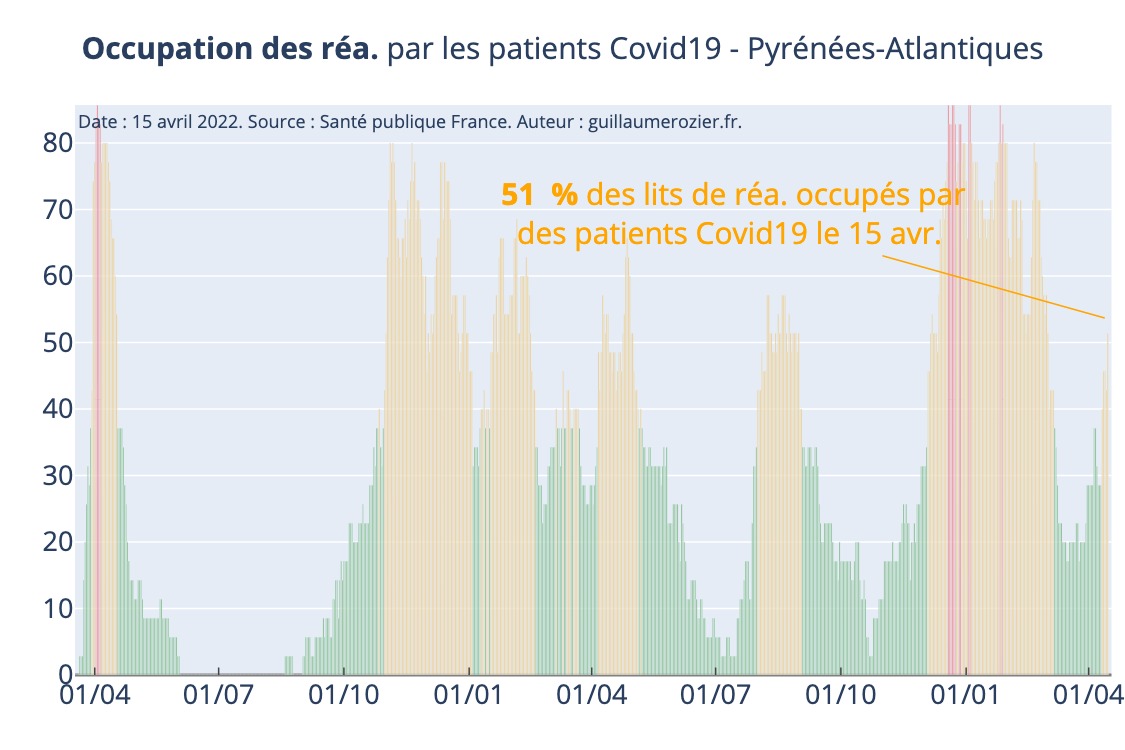 Occupation des réa. par les patients Covid19 - Pyrénées-Atlantiques
Date : 15 avril 2022. Source : Santé publique France. Auteur : guillaumerozier.fr.
80
51 % des lits de réa. occupés par
des patients Covid19 le 15 avr.
70
60
50
40
30
20
10
0
01/04 01/07 01/10 01/01 01/04 01/07 01/10 01/01 01/04